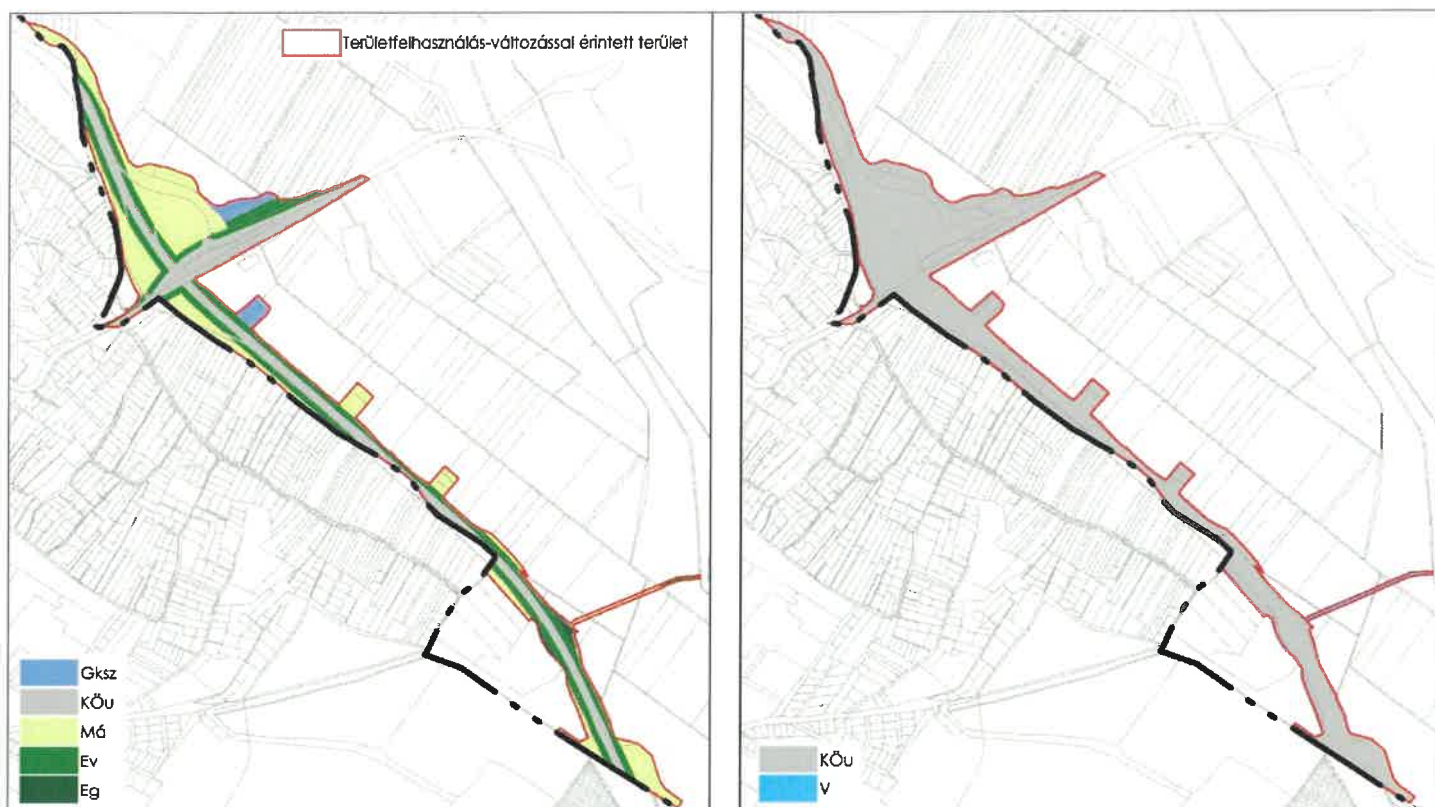 Területfelhasználás-változással érintett terület
Gksz
KÖu
Má
Ev
Eg
KÖu
V